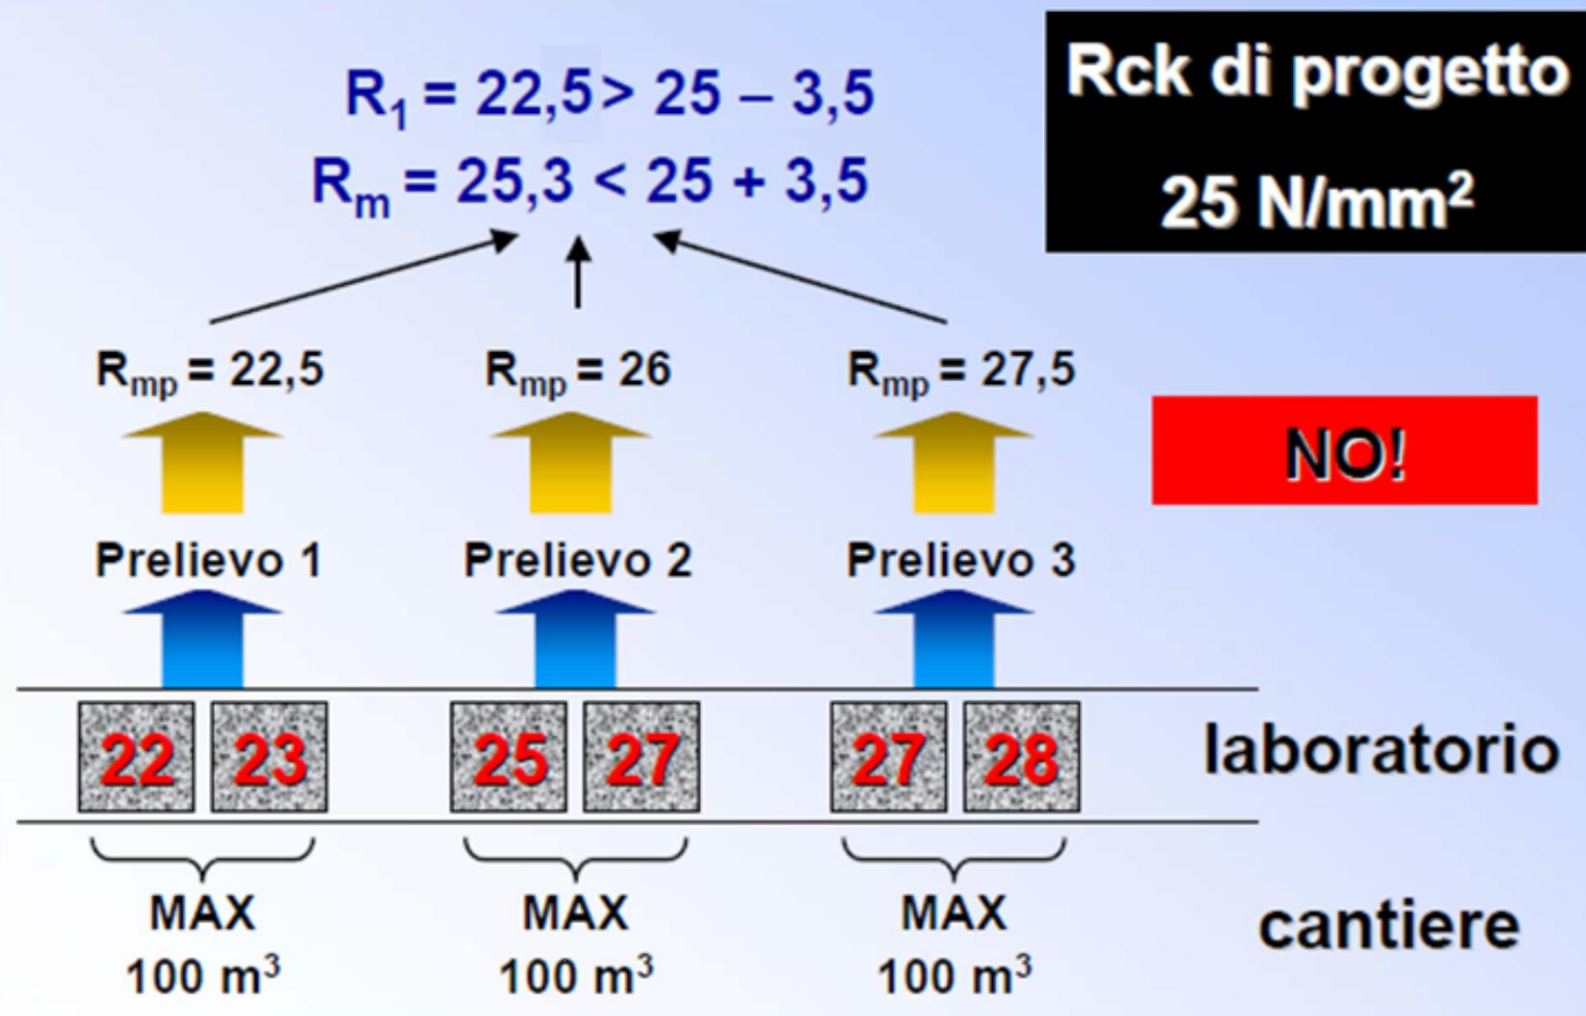 R₁ = 22,5 > 25 – 3,5
Rₘ = 25,3 < 25 + 3,5
Rck di progetto
25 N/mm²
Rmp = 22,5
Rmp = 26
Rmp = 27,5
NO!
Prelievo 1
Prelievo 2
Prelievo 3
22 23
25 27
27 28
laboratorio
MAX
100 m³
MAX
100 m³
MAX
100 m³
cantiere